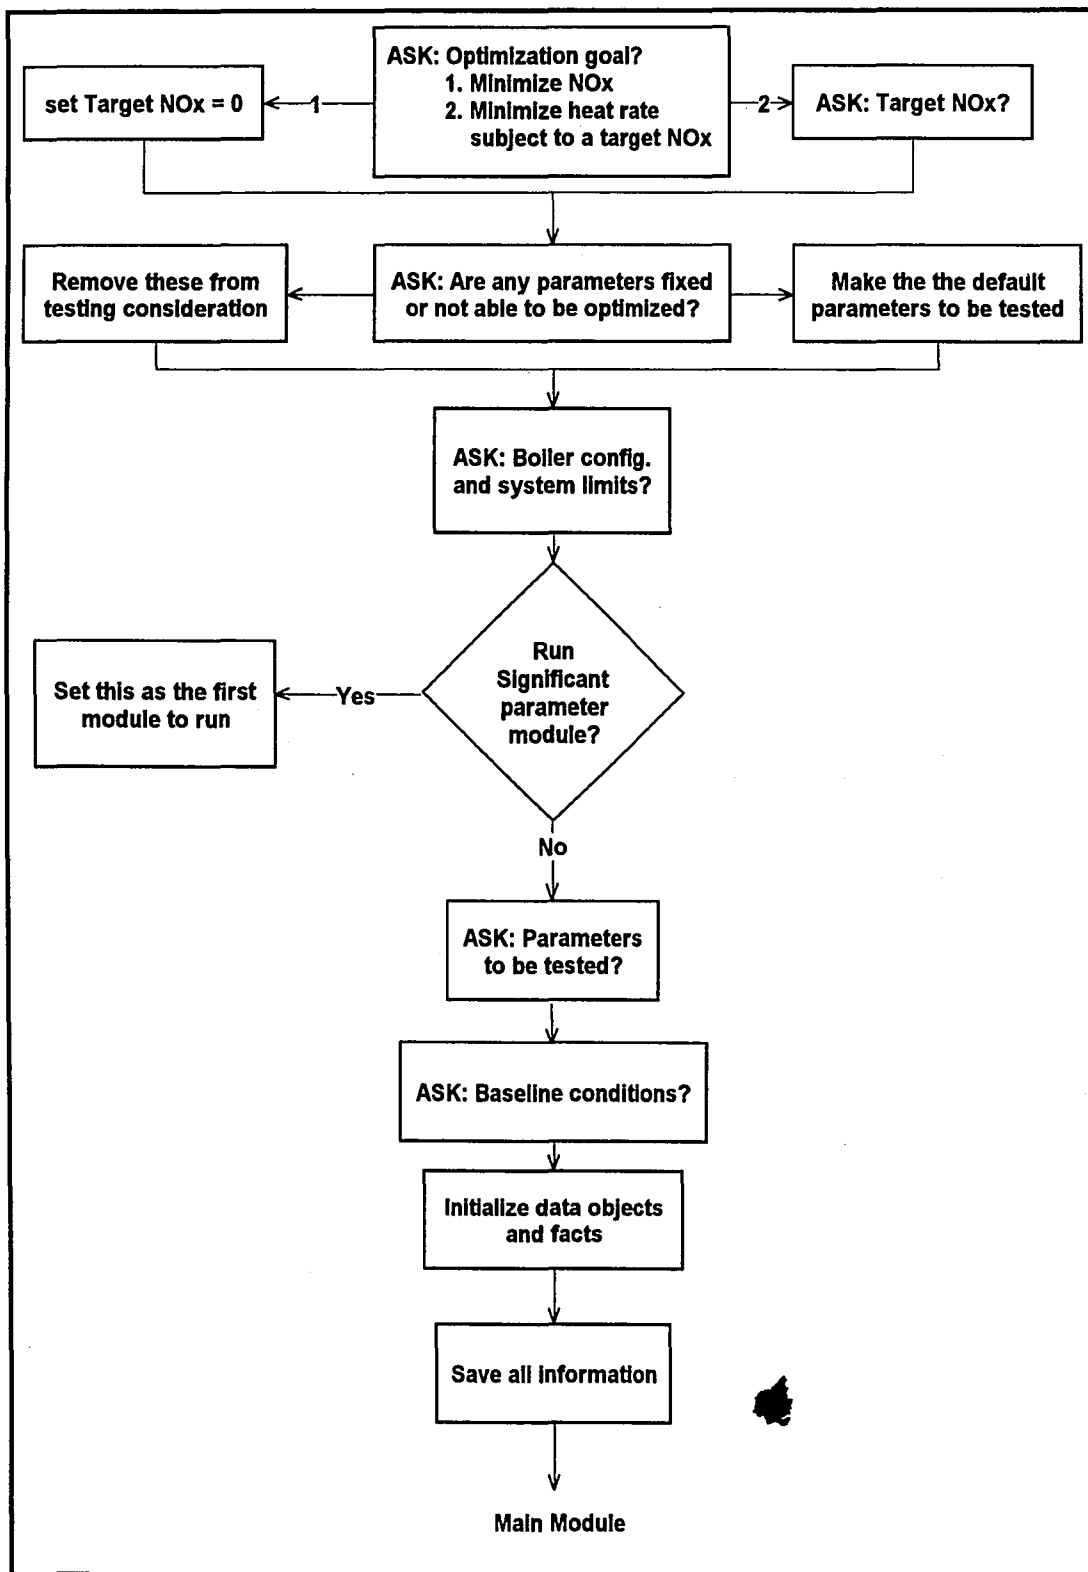 ASK: Optimization goal?
1. Minimize NOx
2. Minimize heat rate
subject to a target NOx
1
set Target NOx = 0
2
ASK: Target NOx?
Remove these from
testing consideration
ASK: Are any parameters fixed
or not able to be optimized?
Make the the default
parameters to be tested
ASK: Boiler config.
and system limits?
Run
Significant
parameter
module?
Yes
Set this as the first
module to run
No
ASK: Parameters
to be tested?
ASK: Baseline conditions?
Initialize data objects
and facts
Save all information
Main Module